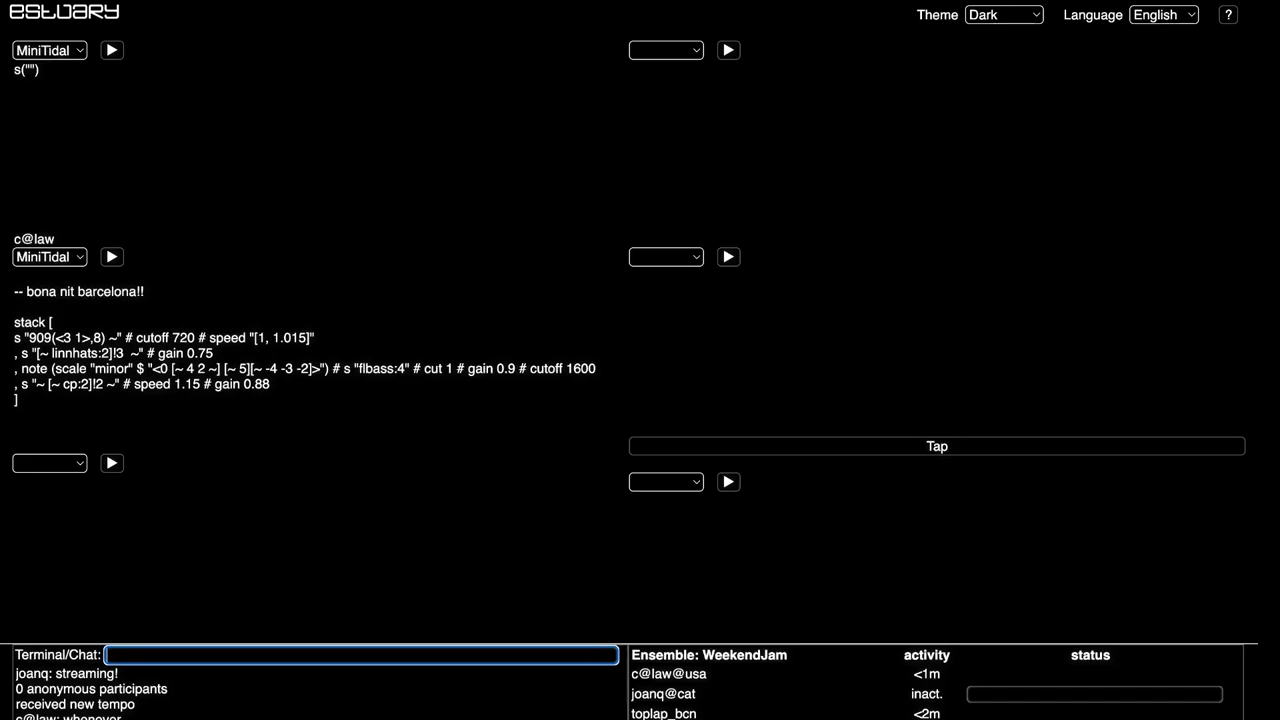 estuary
Theme Dark Language English ?
MiniTidal
s("")
c@law
MiniTidal
-- bona nit barcelona!!
stack [
s "909(<3 1>,8) ~" # cutoff 720 # speed "[1, 1.015]"
, s "[~ linnhats:2]!3 ~" # gain 0.75
, note (scale "minor" $ "<0 [~ 4 2 ~] [~ 5][~ -4 -3 -2]>") # s "flbass:4" # cut 1 # gain 0.9 # cutoff 1600
, s "~ [~ cp:2]!2 ~" # speed 1.15 # gain 0.88
]
Tap
Terminal/Chat:
joanq: streaming!
0 anonymous participants
received new tempo
c@law: whenever
Ensemble: WeekendJam activity status
c@law@usa <1m
joanq@cat inact.
toplap_bcn <2m